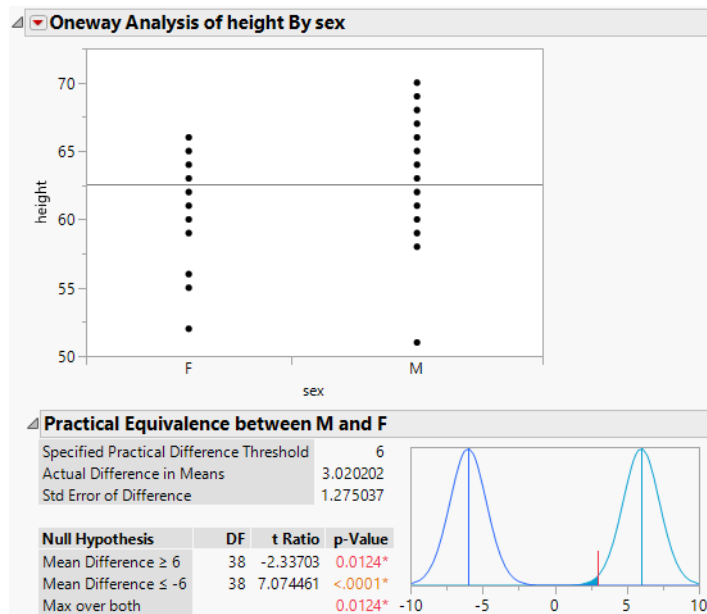 Oneway Analysis of height By sex
70
65
60
55
50
height
F M
sex
Practical Equivalence between M and F
Specified Practical Difference Threshold 6
Actual Difference in Means 3.020202
Std Error of Difference 1.275037
Null Hypothesis DF t Ratio p-Value
Mean Difference ≥ 6 38 -2.33703 0.0124*
Mean Difference ≤ -6 38 7.074461 <.0001*
Max over both 0.0124*
-10 -5 0 5 10